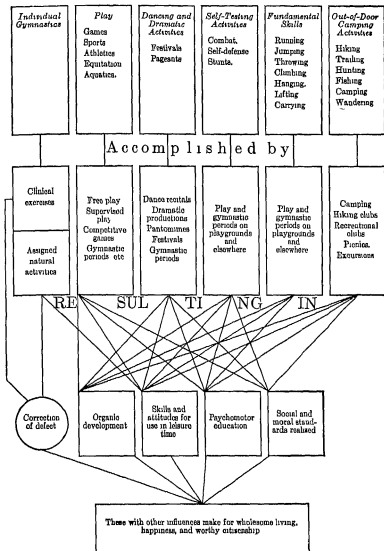 Individual
Gymnastics
Play
Games
Sports
Athletics
Equitation
Aquatics.
Dancing and
Dramatic
Activities
Festivals
Pageants
Self-Testing
Activities
Combat.
Self-defense
Stunts.
Fundamental
Skills
Running
Jumping
Throwing
Climbing
Hanging.
Lifting
Carrying
Out-of-Door
Camping
Activities
Hiking
Trailing
Hunting
Fishing
Camping
Wandering
Accomplished by
Clinical
exercises
Assigned
natural
activities
Free play
Supervised
play
Competitive
games
Gymnastic
periods etc
Dance rentals
Dramatic
productions
Pantomimes
Festivals
Gymnastic
periods
Play and
gymnastic
periods on
playgrounds
and
elsewhere
Play and
gymnastic
periods on
playgrounds
and
elsewhere
Camping
Hiking clubs
Recreational
clubs
Picnics.
Excursions
RE SUL TI NG IN
Correction
of defect
Organic
development
Skills and
attitudes for
use in leisure
time
Psychomotor
education
Social and
moral stand-
ards realized
These with other influences make for wholesome living,
happiness, and worthy citizenship